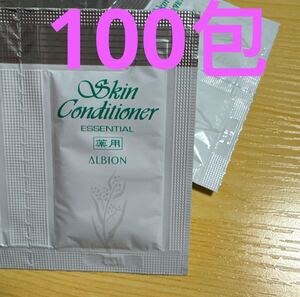 100包
Skin
Conditioner
ESSENTIAL
薬用
ALBION